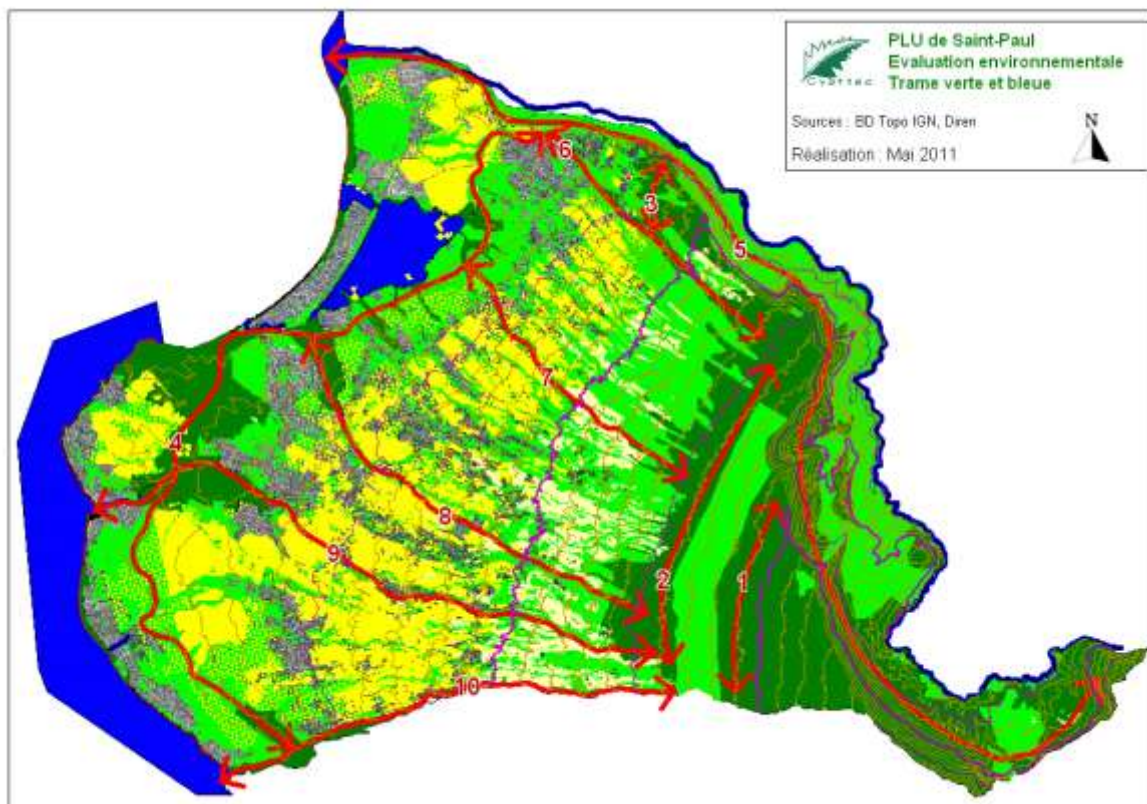 PLU de Saint-Paul
Evaluation environnementale
Trame verte et bleue
Sources : BD Topo IGN, Diren
N
Réalisation : Mai 2011
6
3
5
7
4
8
9
2
1
10